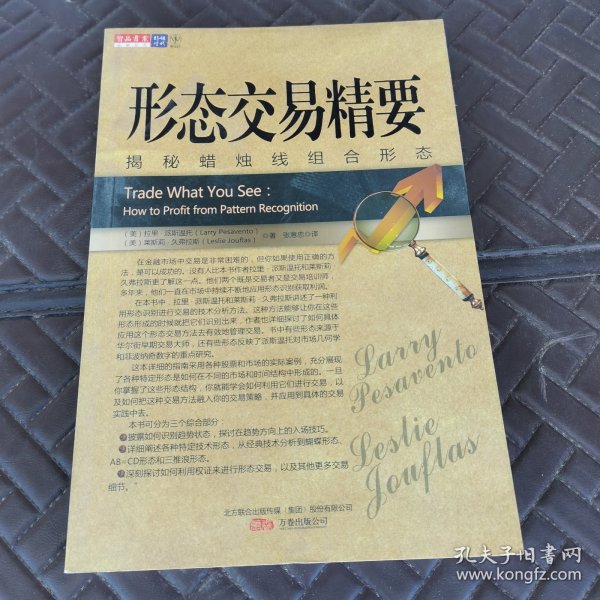 智品盲家
形态交易精要
揭秘蜡烛线组合形态
Trade What You See:
How to Profit from Pattern Recognition
(美)拉里·派斯温托(Larry Pesavento)
(美)莱斯莉·久弗拉斯(Leslie Jouflas)
著 张意忠 译
在金融市场中交易是非常困难的,但你如果使用正确的方
法,是可以成功的。没有人比本书作者拉里·派斯温托和莱斯莉·
久弗拉斯更了解这一点。他们两个既是交易者又是交易培训师,
多年来,他们一直在市场中持续不断地应用形态识别获取利润。
在本书中,拉里·派斯温托和莱斯莉·久弗拉斯讲述了一种利
用形态识别进行交易的技术分析方法。这种方法能够让你在这些
形态形成的时候就把它们识别出来,作者也详细探讨了如何具体
应用这个形态交易方法去有效地管理交易。书中有些形态来源于
华尔街早期交易大师,还有些形态反映了派斯温托对市场几何学
和菲波纳奇数字的重点研究。
这本详细的指南采用各种股票和市场的实际案例,充分展现
了各种特定形态是如何在不同的市场和时间结构中形成的。一旦
你掌握了这些形态结构,你就能学会如何利用它们进行交易,以
及如何把这种交易方法融入你的交易策略,并应用到具体的交易
实践中去。
本书可分为三个综合部分:
披露如何识别趋势状态,探讨在趋势方向上的入场技巧。
详细阐述各种特定技术形态,从经典技术分析到蝴蝶形态、
AB=CD形态和三推浪形态。
深刻探讨如何利用权证来进行形态交易,以及其他更多交易
细节。
Larry
Pesavento
Leslie
Jouflas
北方联合出版传媒(集团)股份有限公司
万卷出版公司
孔夫子旧书网
www.kongfz.com